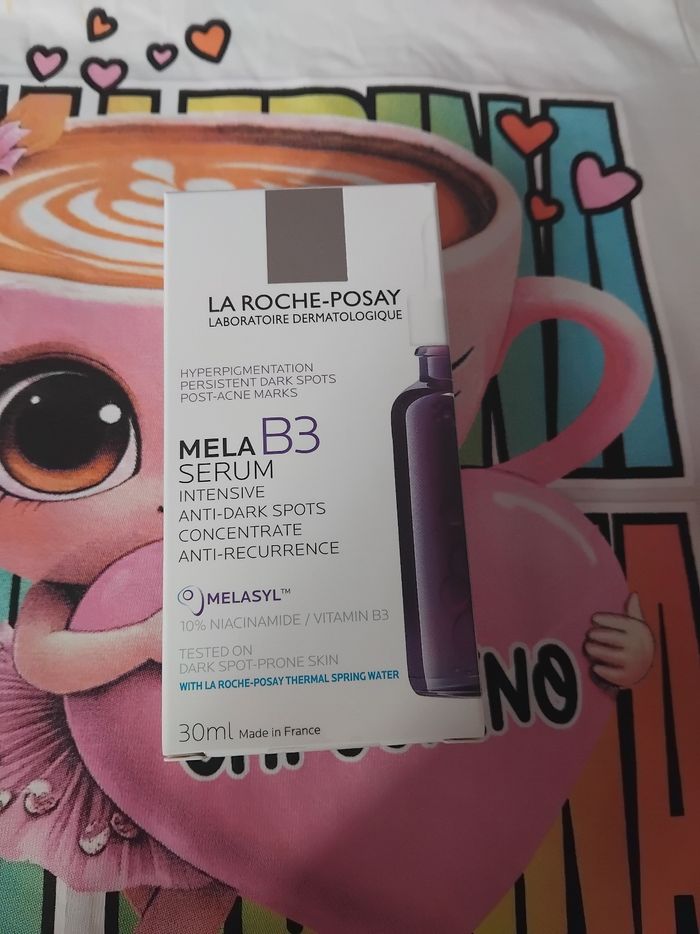 LA ROCHE-POSAY
LABORATOIRE DERMATOLOGIQUE
HYPERPIGMENTATION
PERSISTENT DARK SPOTS
POST-ACNE MARKS
MELA B3
SERUM
INTENSIVE
ANTI-DARK SPOTS
CONCENTRATE
ANTI-RECURRENCE
MELASYL™
10% NIACINAMIDE / VITAMIN B3
TESTED ON
DARK SPOT-PRONE SKIN
WITH LA ROCHE-POSAY THERMAL SPRING WATER
30ml Made in France